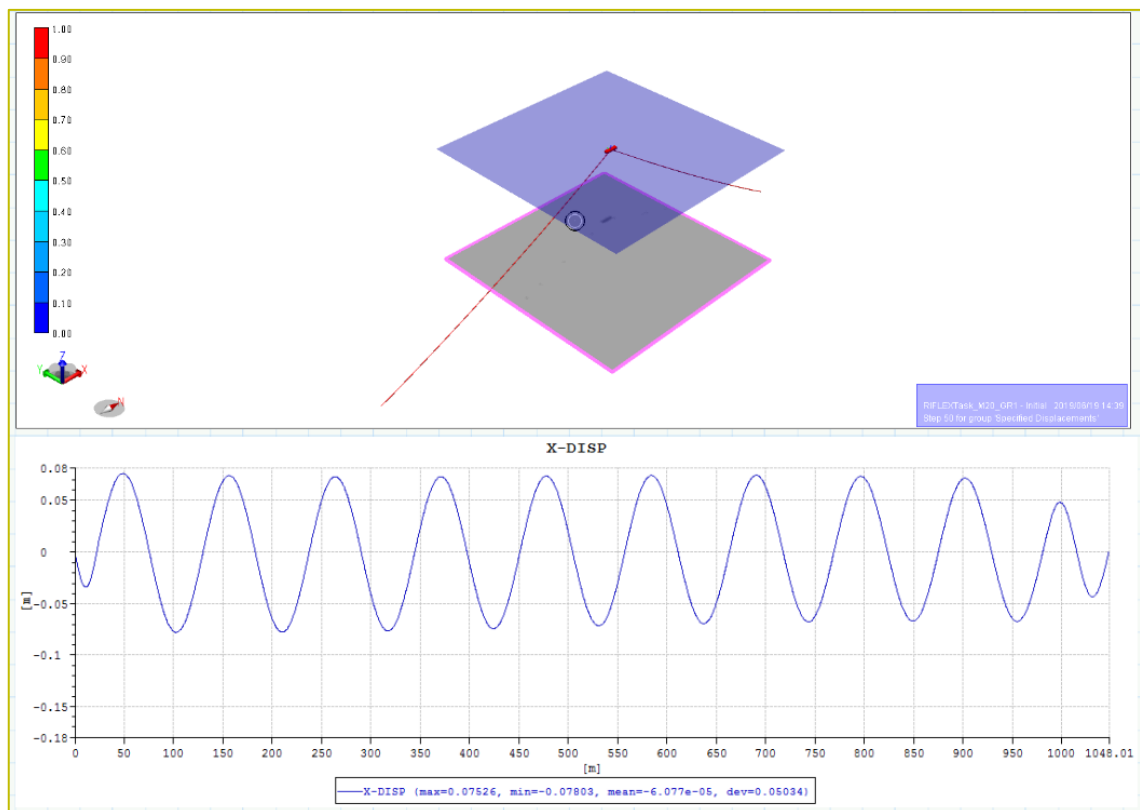 1.00
0.90
0.80
0.70
0.60
0.50
0.40
0.30
0.20
0.10
0.00
Z
Y
X
N
RIFLEXTask_M20_GR1 - Initial 2018/06/19 14:39
Step 50 for group 'Specified Displacements'
X-DISP
0.08
0.05
0
-0.05
[m]
-0.1
-0.15
-0.18
0 50 100 150 200 250 300 350 400 450 500 550 600 650 700 750 800 850 900 950 1000 1048.01
[m]
X-DISP (max=0.07526, min=-0.07803, mean=-6.077e-05, dev=0.05034)